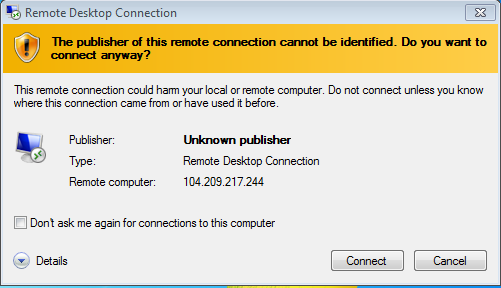 Remote Desktop Connection
The publisher of this remote connection cannot be identified. Do you want to
connect anyway?
This remote connection could harm your local or remote computer. Do not connect unless you know
where this connection came from or have used it before.
Publisher: Unknown publisher
Type: Remote Desktop Connection
Remote computer: 104.209.217.244
Don't ask me again for connections to this computer
Details Connect Cancel